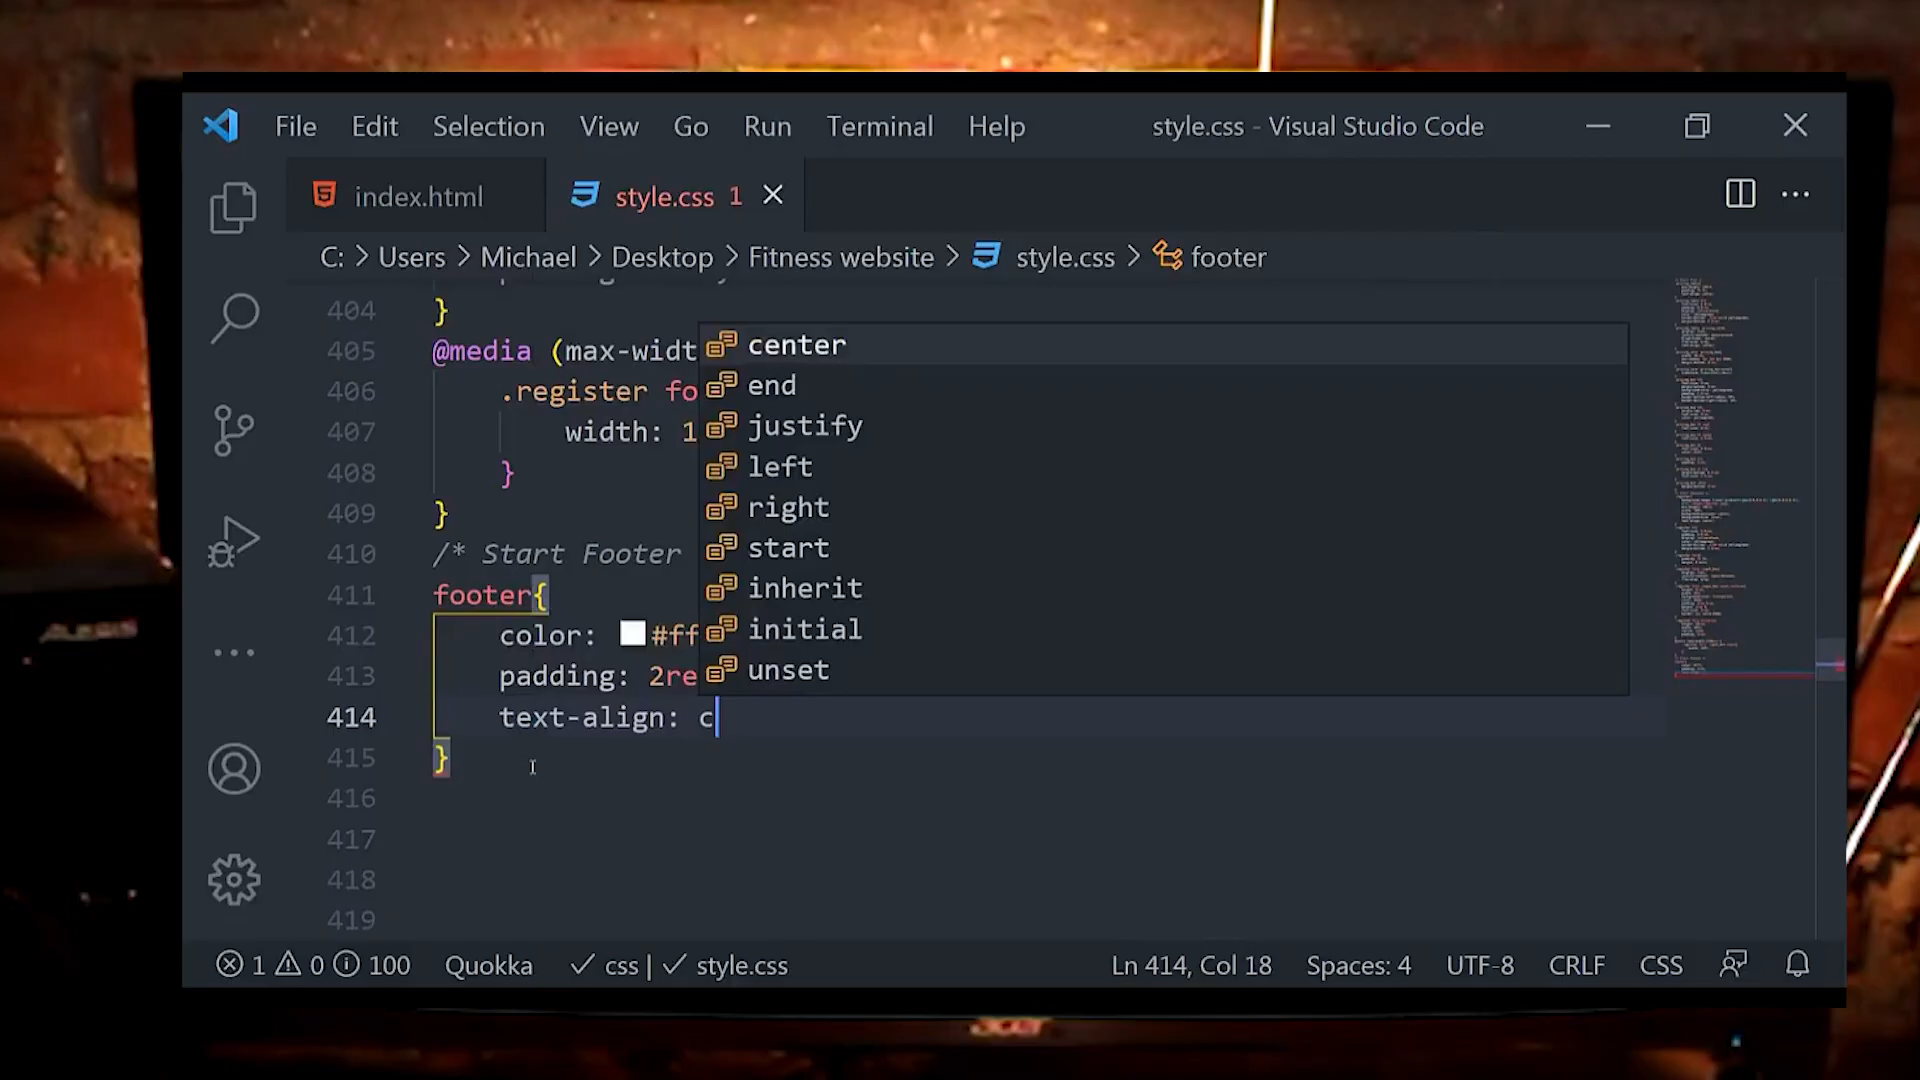 File Edit Selection View Go Run Terminal Help style.css - Visual Studio Code
index.html style.css 1
C: > Users > Michael > Desktop > Fitness website > style.css > footer
404 }
405 @media (max-widt
406 .register fo
407 width: 1
408 }
409 }
410 /* Start Footer
411 footer{
412 color: #ff
413 padding: 2re
414 text-align: c
415 }
416
417
418
419
center
end
justify
left
right
start
inherit
initial
unset
1 0 100 Quokka ✓ css | ✓ style.css Ln 414, Col 18 Spaces: 4 UTF-8 CRLF CSS
acer